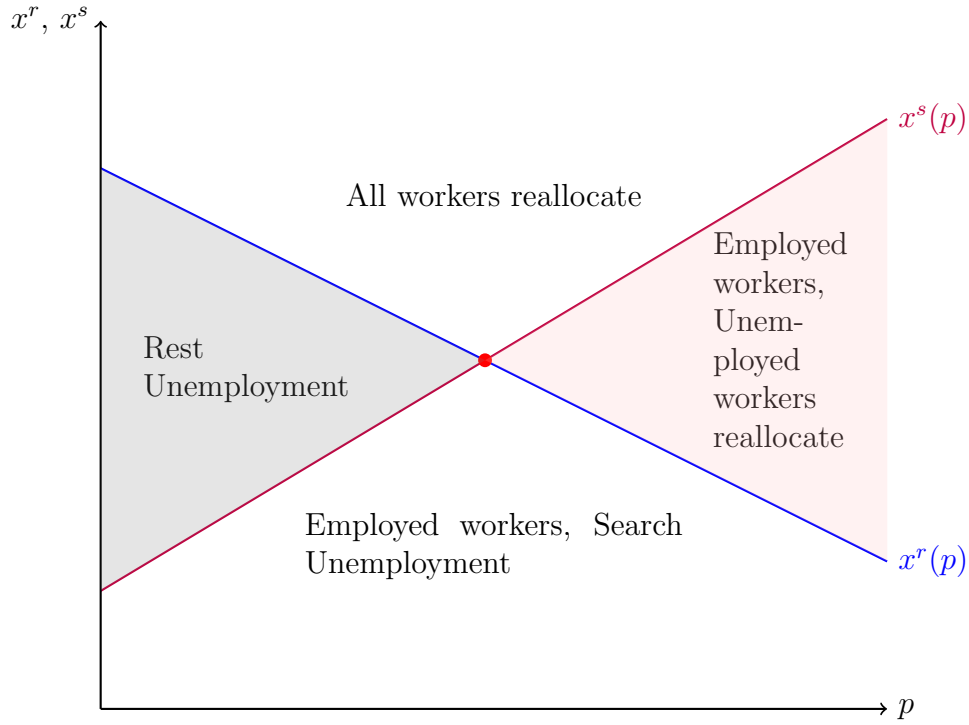 x^r, x^s
x^s(p)
All workers reallocate
Employed
workers,
Unem-
ployed
workers
reallocate
Rest
Unemployment
Employed workers, Search
Unemployment
x^r(p)
p